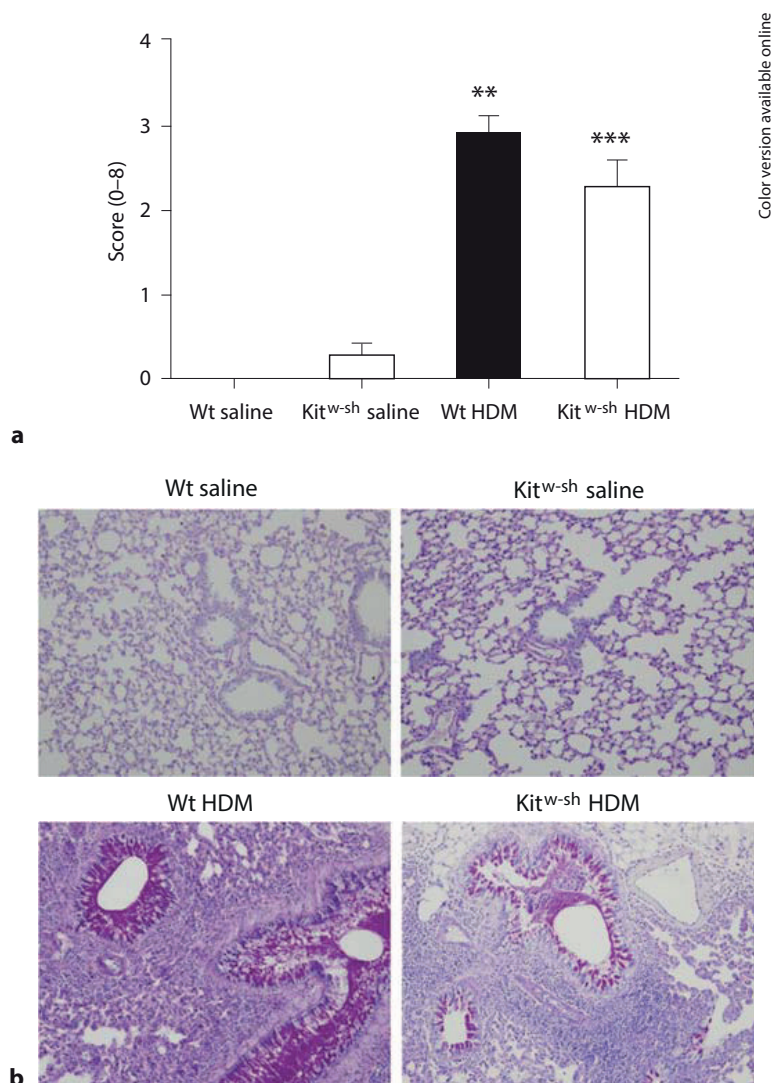 Color version available online
4
3
2
1
0
Score (0–8)
**
***
Wt saline Kitw-sh saline Wt HDM Kitw-sh HDM
a
Wt saline Kitw-sh saline
Wt HDM Kitw-sh HDM
b